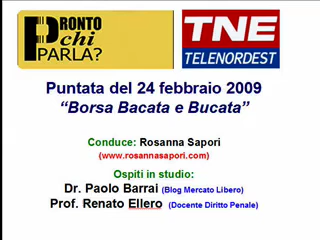 PRONTO
chi
PARLA?
TNE
TELENORDEST
Puntata del 24 febbraio 2009
“Borsa Bacata e Bucata”
Conduce: Rosanna Sapori
(www.rosannasapori.com)
Ospiti in studio:
Dr. Paolo Barrai (Blog Mercato Libero)
Prof. Renato Ellero (Docente Diritto Penale)